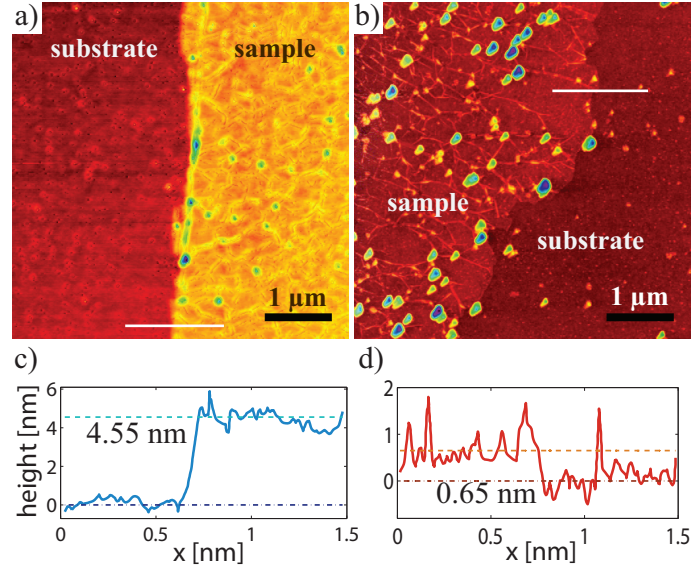 a)
substrate
sample
1 µm
b)
sample
substrate
1 µm
c)
height [nm]
6
4
2
0
4.55 nm
0
0.5
1
1.5
x [nm]
d)
2
1
0
0.65 nm
0
0.5
1
1.5
x [nm]